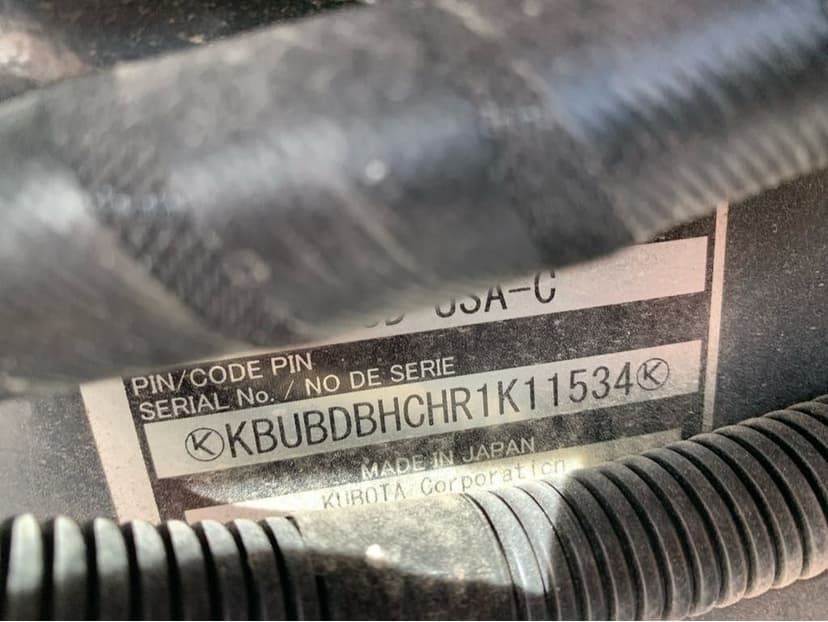 USA-C
PIN/CODE PIN
SERIAL No. / NO DE SERIE
KBUBDBHCHR1K11534
MADE IN JAPAN
KUBOTA Corporation